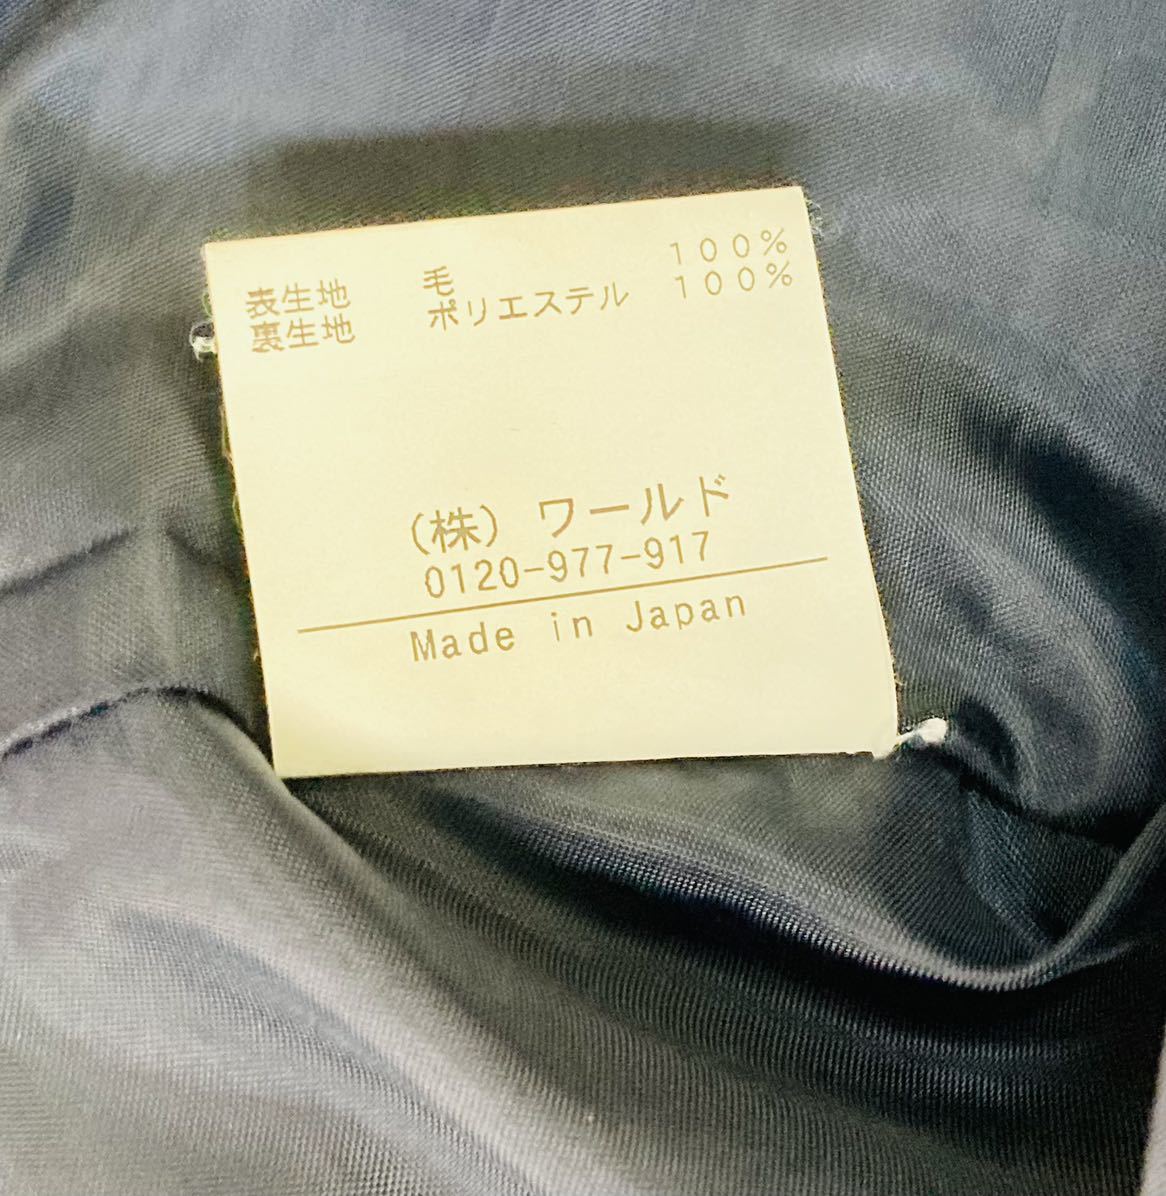 表生地 毛 100%
裏生地 ポリエステル 100%
(株) ワールド
0120-977-917
Made in Japan